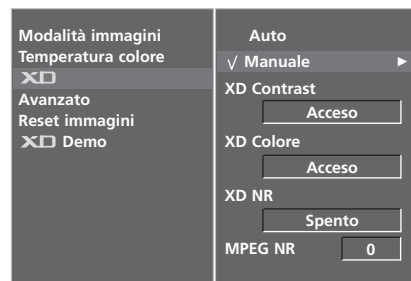 Modalità immagini
Temperatura colore
XD
Avanzato
Reset immagini
XD Demo
Auto
√ Manuale ►
XD Contrast
Acceso
XD Colore
Acceso
XD NR
Spento
MPEG NR 0